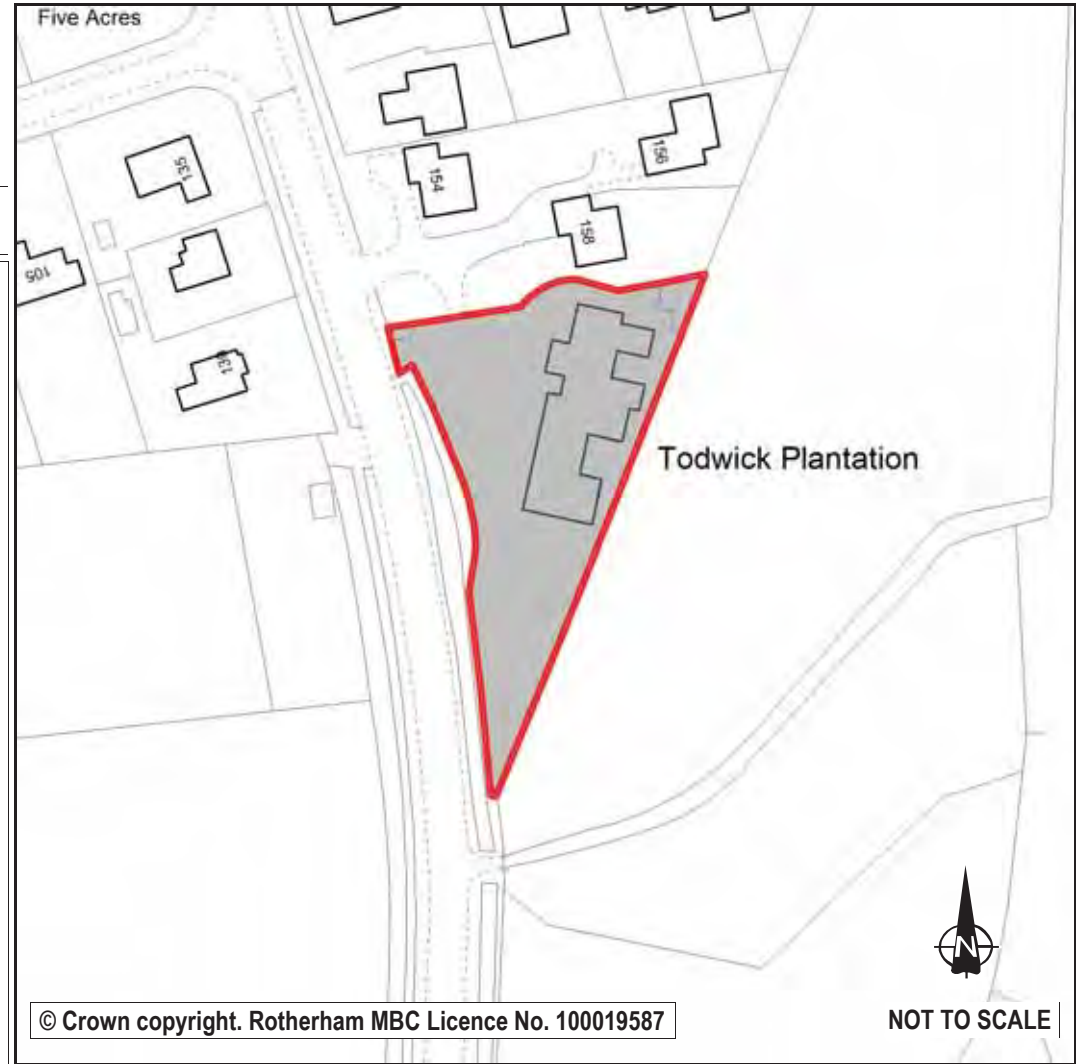 Five Acres
156
135
154
158
105
Todwick Plantation
N
© Crown copyright. Rotherham MBC Licence No. 100019587
NOT TO SCALE